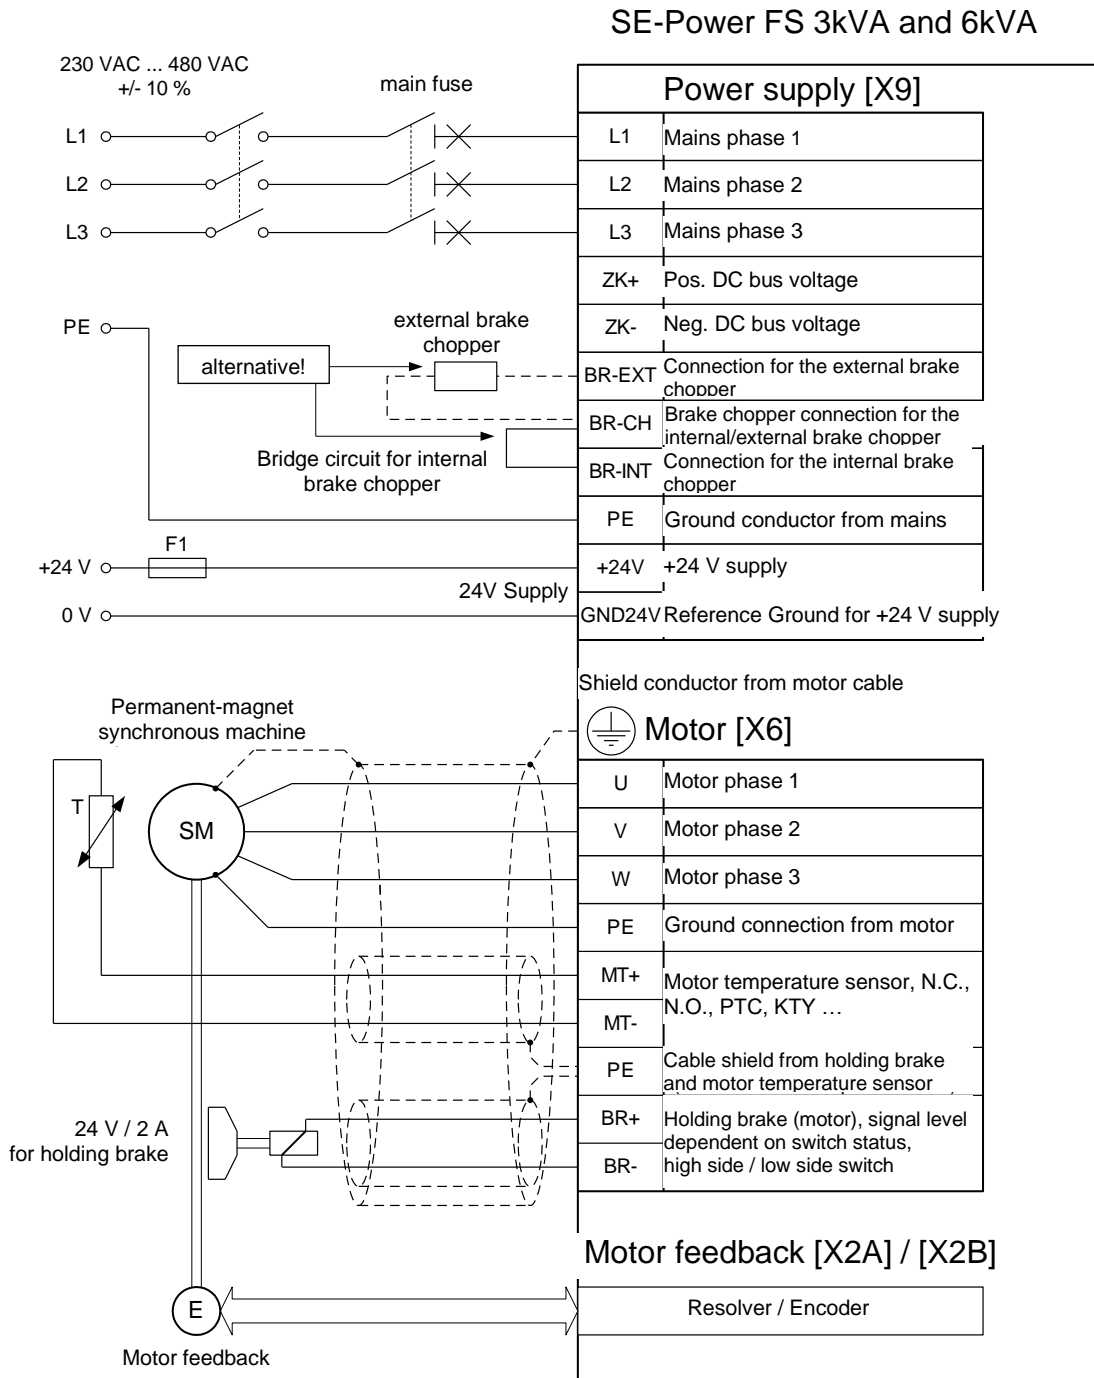 SE-Power FS 3kVA and 6kVA
230 VAC ... 480 VAC
+/- 10 %
main fuse
Power supply [X9]
L1
L1
Mains phase 1
L2
L2
Mains phase 2
L3
L3
Mains phase 3
ZK+
Pos. DC bus voltage
PE
external brake
chopper
ZK-
Neg. DC bus voltage
alternative!
BR-EXT
Connection for the external brake
chopper
BR-CH
Brake chopper connection for the
internal/external brake chopper
Bridge circuit for internal
brake chopper
BR-INT
Connection for the internal brake
chopper
PE
Ground conductor from mains
F1
+24 V
+24V
+24 V supply
24V Supply
0 V
GND24V
Reference Ground for +24 V supply
Shield conductor from motor cable
Permanent-magnet
synchronous machine
Motor [X6]
T
SM
U
Motor phase 1
V
Motor phase 2
W
Motor phase 3
PE
Ground connection from motor
MT+
Motor temperature sensor, N.C.,
N.O., PTC, KTY …
MT-
PE
Cable shield from holding brake
and motor temperature sensor
24 V / 2 A
for holding brake
BR+
Holding brake (motor), signal level
dependent on switch status,
high side / low side switch
BR-
Motor feedback [X2A] / [X2B]
E
Resolver / Encoder
Motor feedback